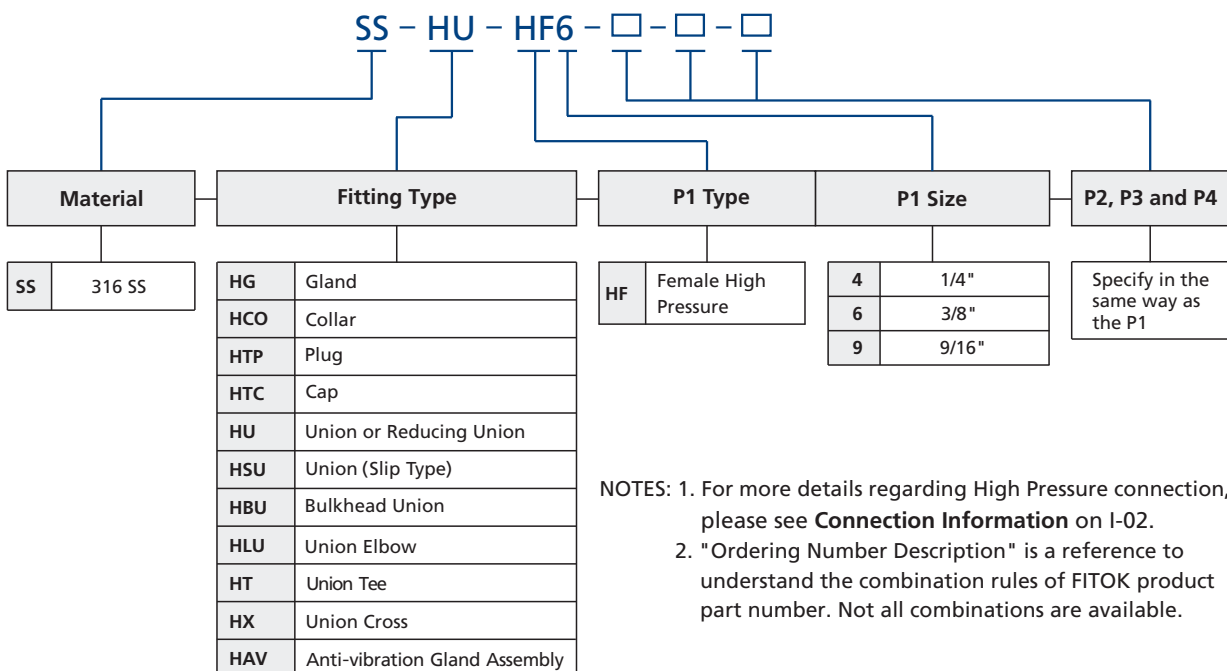 SS – HU – HF6 – □ – □ – □
Material Fitting Type P1 Type P1 Size P2, P3 and P4
SS 316 SS
HG Gland
HCO Collar
HTP Plug
HTC Cap
HU Union or Reducing Union
HSU Union (Slip Type)
HBU Bulkhead Union
HLU Union Elbow
HT Union Tee
HX Union Cross
HAV Anti-vibration Gland Assembly
HF Female High
Pressure
4 1/4"
6 3/8"
9 9/16"
Specify in the
same way as
the P1
NOTES: 1. For more details regarding High Pressure connection,
please see Connection Information on I-02.
2. "Ordering Number Description" is a reference to
understand the combination rules of FITOK product
part number. Not all combinations are available.